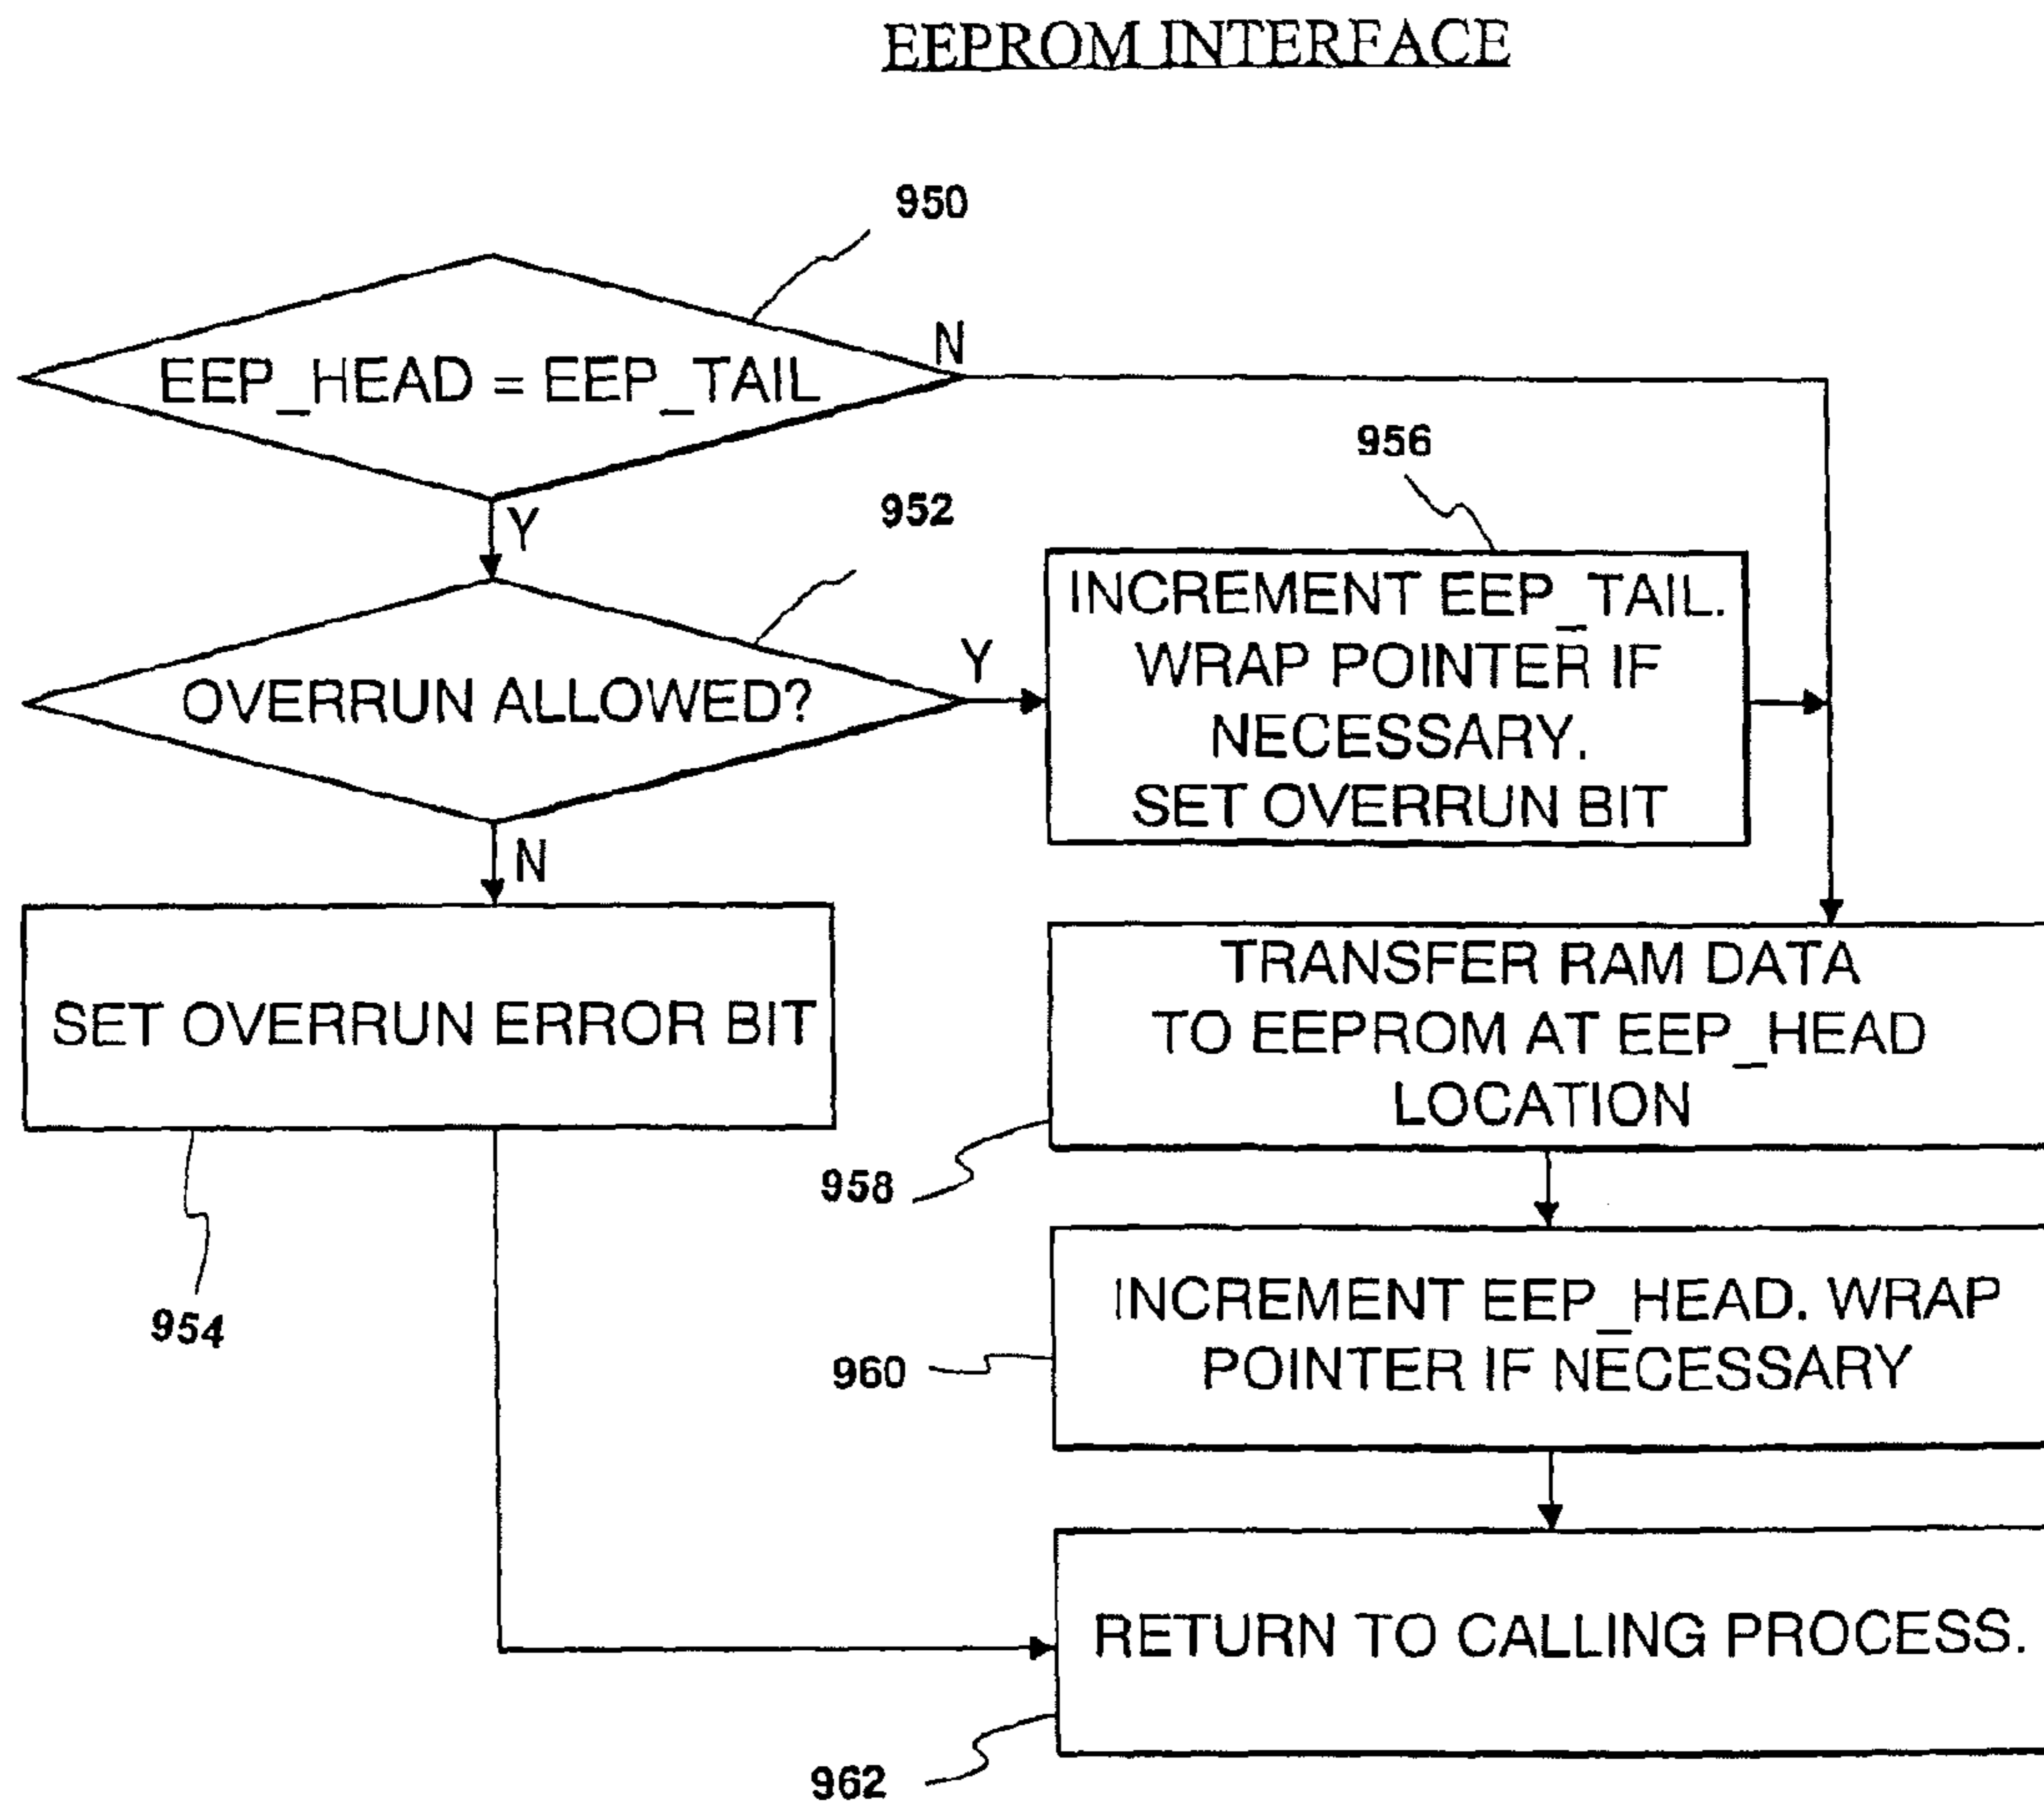 EEPROM INTERFACE
950
EEP_HEAD = EEP_TAIL
N
Y
952
OVERRUN ALLOWED?
Y
N
956
INCREMENT EEP_TAIL.
WRAP POINTER IF
NECESSARY.
SET OVERRUN BIT
SET OVERRUN ERROR BIT
954
TRANSFER RAM DATA
TO EEPROM AT EEP_HEAD
LOCATION
958
INCREMENT EEP_HEAD. WRAP
POINTER IF NECESSARY
960
RETURN TO CALLING PROCESS.
962